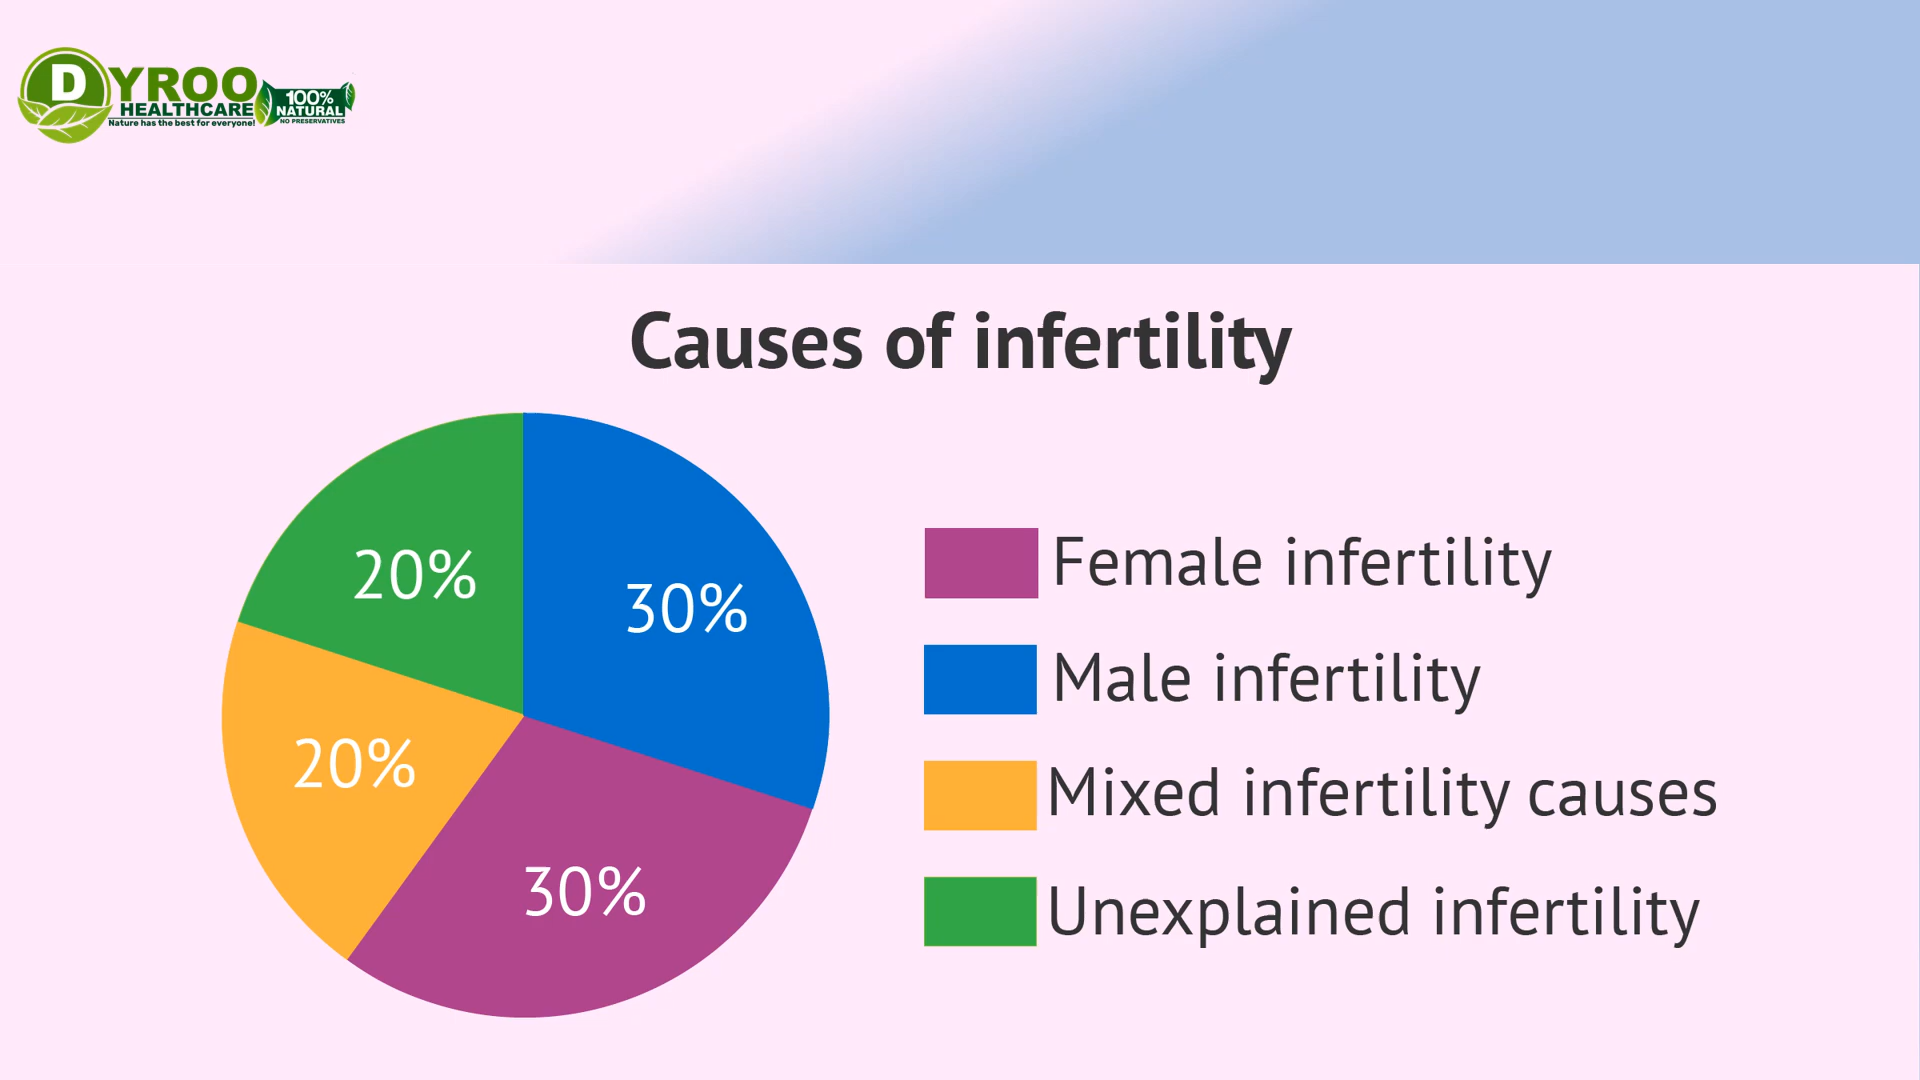 DYROO
HEALTHCARE
Nature has the best for everyone!
100%
NATURAL
NO PRESERVATIVES
Causes of infertility
20%
30%
20%
30%
Female infertility
Male infertility
Mixed infertility causes
Unexplained infertility